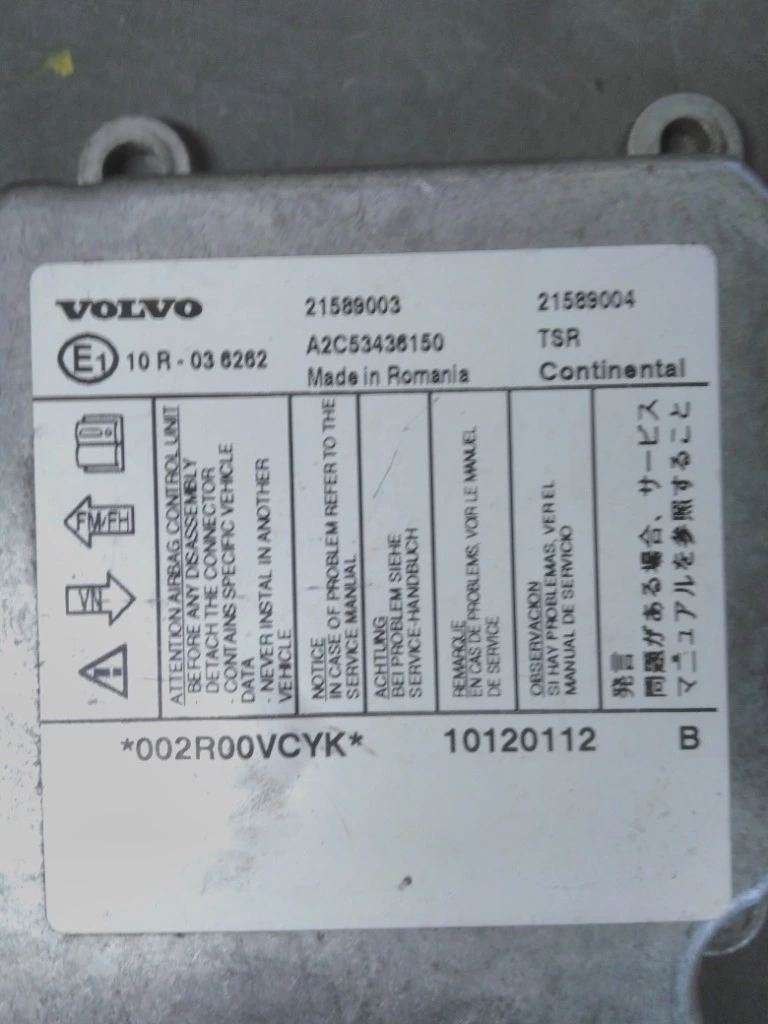 VOLVO
21589003
21589004
E1 10 R - 03 6262
A2C53436150
TSR
Made in Romania
Continental
FM/FH
ATTENTION AIRBAG CONTROL UNIT
- BEFORE ANY DISASSEMBLY
DETACH THE CONNECTOR
- CONTAINS SPECIFIC VEHICLE
DATA
- NEVER INSTAL IN ANOTHER
VEHICLE
NOTICE
IN CASE OF PROBLEM REFER TO THE
SERVICE MANUAL
ACHTUNG
BEI PROBLEM SIEHE
SERVICE-HANDBUCH
REMARQUE
EN CAS DE PROBLEMS, VOIR LE MANUEL
DE SERVICE
OBSERVACION
SI HAY PROBLEMAS, VER EL
MANUAL DE SERVICIO
発言
問題がある場合、サービス
マニュアルを参照すること
*002R00VCYK*
10120112
B